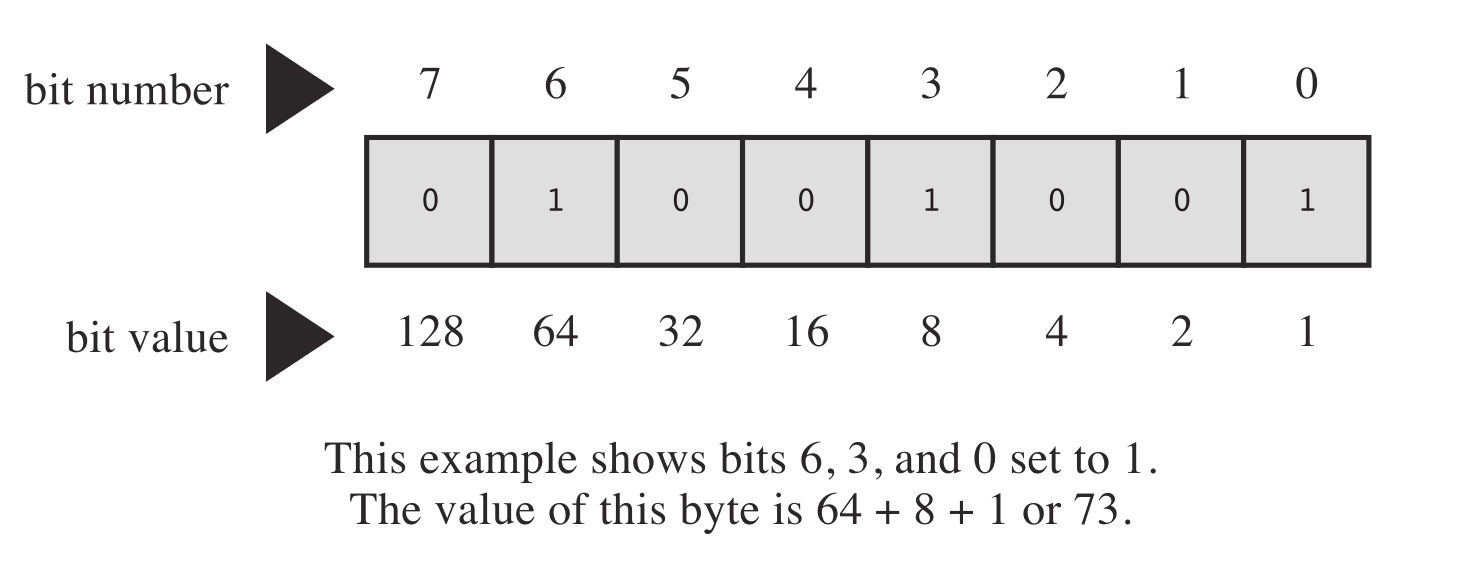 bit number 7 6 5 4 3 2 1 0
0 1 0 0 1 0 0 1
bit value 128 64 32 16 8 4 2 1
This example shows bits 6, 3, and 0 set to 1.
The value of this byte is 64 + 8 + 1 or 73.